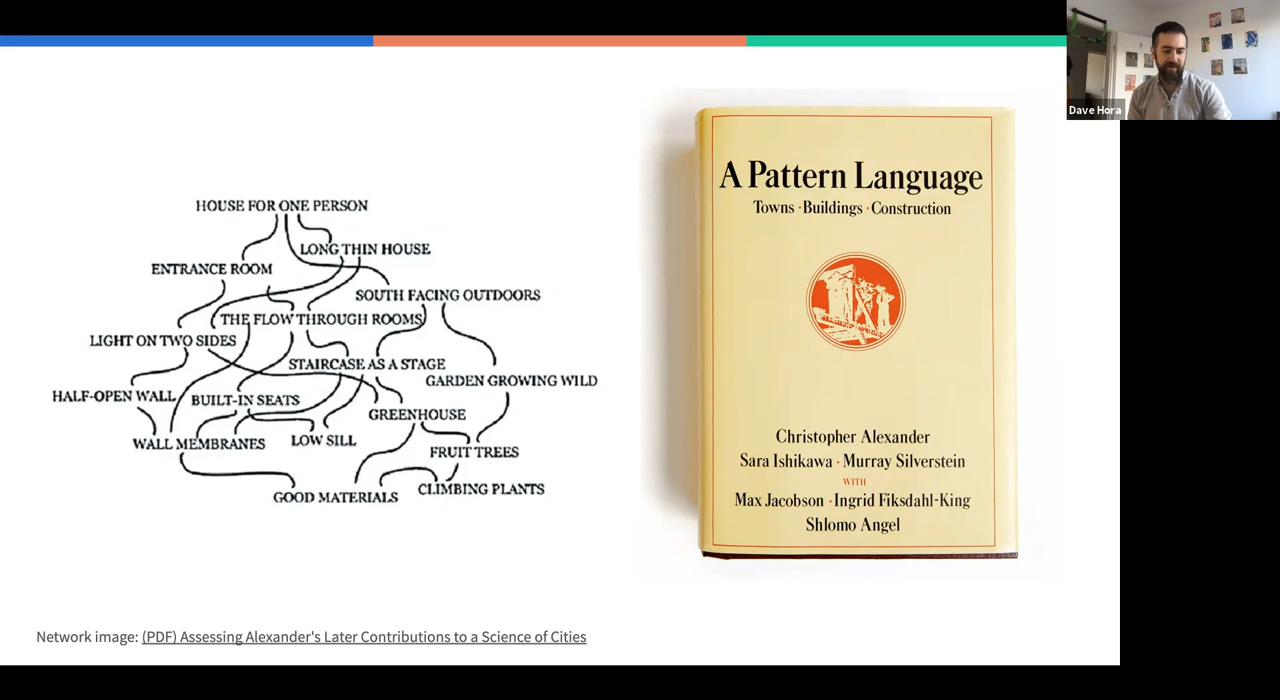 Dave Hora
HOUSE FOR ONE PERSON
LONG THIN HOUSE
ENTRANCE ROOM
SOUTH FACING OUTDOORS
THE FLOW THROUGH ROOMS
LIGHT ON TWO SIDES
STAIRCASE AS A STAGE
GARDEN GROWING WILD
HALF-OPEN WALL
BUILT-IN SEATS
GREENHOUSE
WALL MEMBRANES
LOW SILL
FRUIT TREES
GOOD MATERIALS
CLIMBING PLANTS
A Pattern Language
Towns · Buildings · Construction
Christopher Alexander
Sara Ishikawa · Murray Silverstein
WITH
Max Jacobson · Ingrid Fiksdahl-King
Shlomo Angel
Network image: (PDF) Assessing Alexander's Later Contributions to a Science of Cities